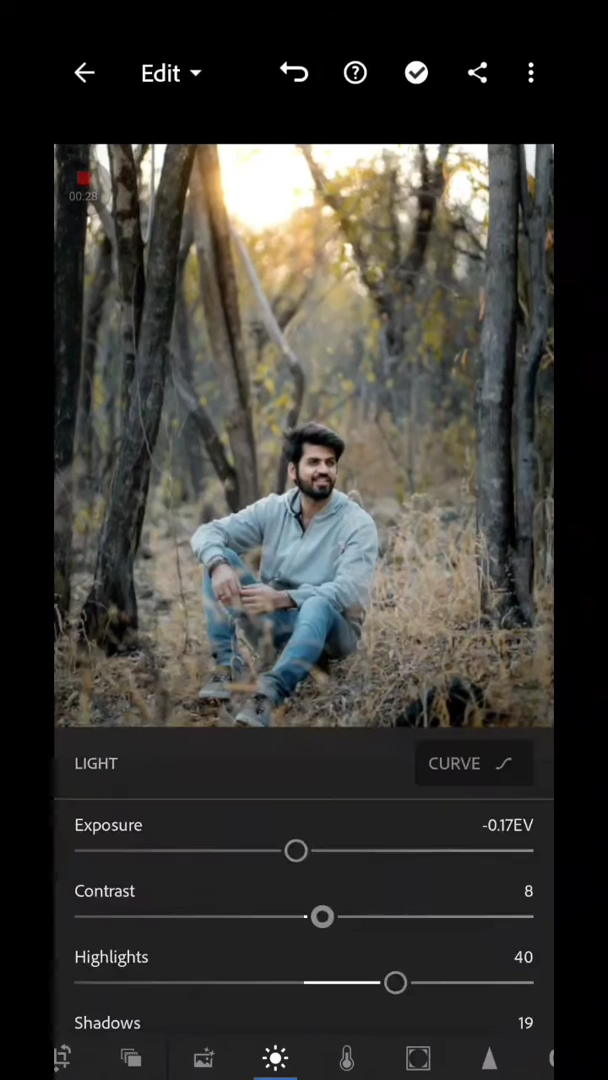 Edit
00:28
LIGHT
CURVE
Exposure -0.17EV
Contrast 8
Highlights 40
Shadows 19